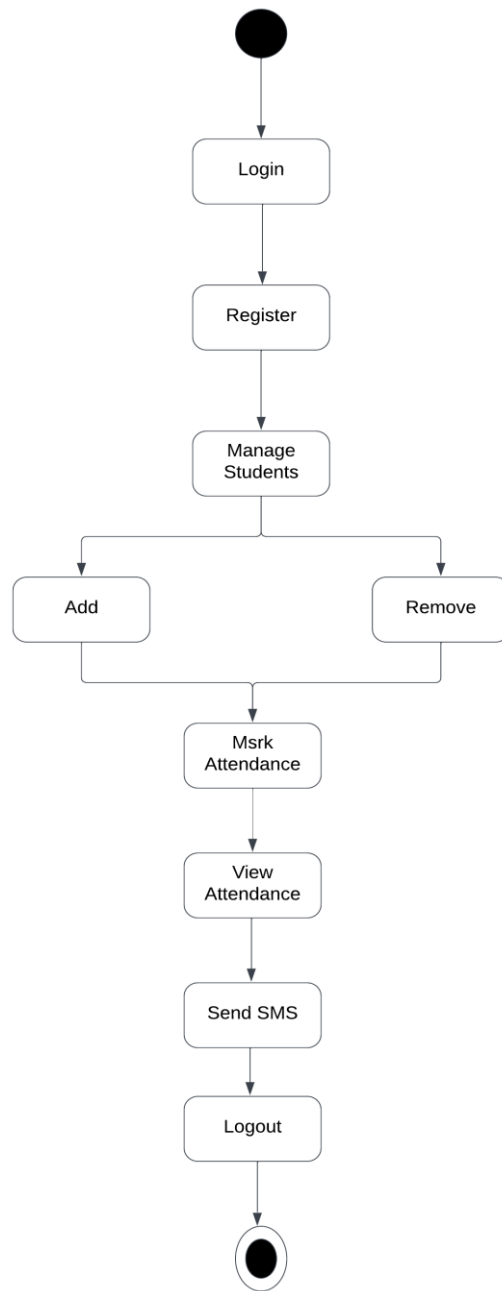 Login
Register
Manage
Students
Add
Remove
Msrk
Attendance
View
Attendance
Send SMS
Logout